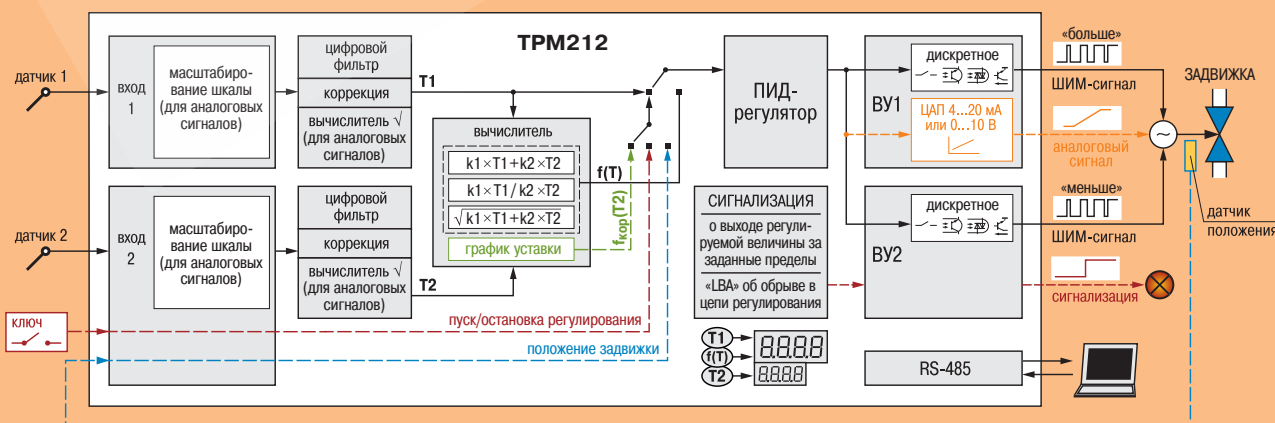 ТРМ212
датчик 1
вход
1
масштабиро-
вание шкалы
(для аналоговых
сигналов)
цифровой
фильтр
коррекция
вычислитель √
(для аналоговых
сигналов)
T1
вычислитель
k1×T1+k2×T2
k1×T1/k2×T2
√k1×T1+k2×T2
график уставки
f(T)
fкор(T2)
датчик 2
вход
2
масштабиро-
вание шкалы
(для аналоговых
сигналов)
цифровой
фильтр
коррекция
вычислитель √
(для аналоговых
сигналов)
T2
ключ
пуск/остановка регулирования
положение задвижки
ПИД-
регулятор
СИГНАЛИЗАЦИЯ
о выходе регули-
руемой величины за
заданные пределы
«LBA» об обрыве в
цепи регулирования
T1
f(T)
T2
8.8.8.8
8.8.8.8
ВУ1
дискретное
ЦАП 4...20 мА
или 0...10 В
ВУ2
дискретное
RS-485
«больше»
ШИМ-сигнал
аналоговый
сигнал
«меньше»
ШИМ-сигнал
сигнализация
ЗАДВИЖКА
~
датчик
положения